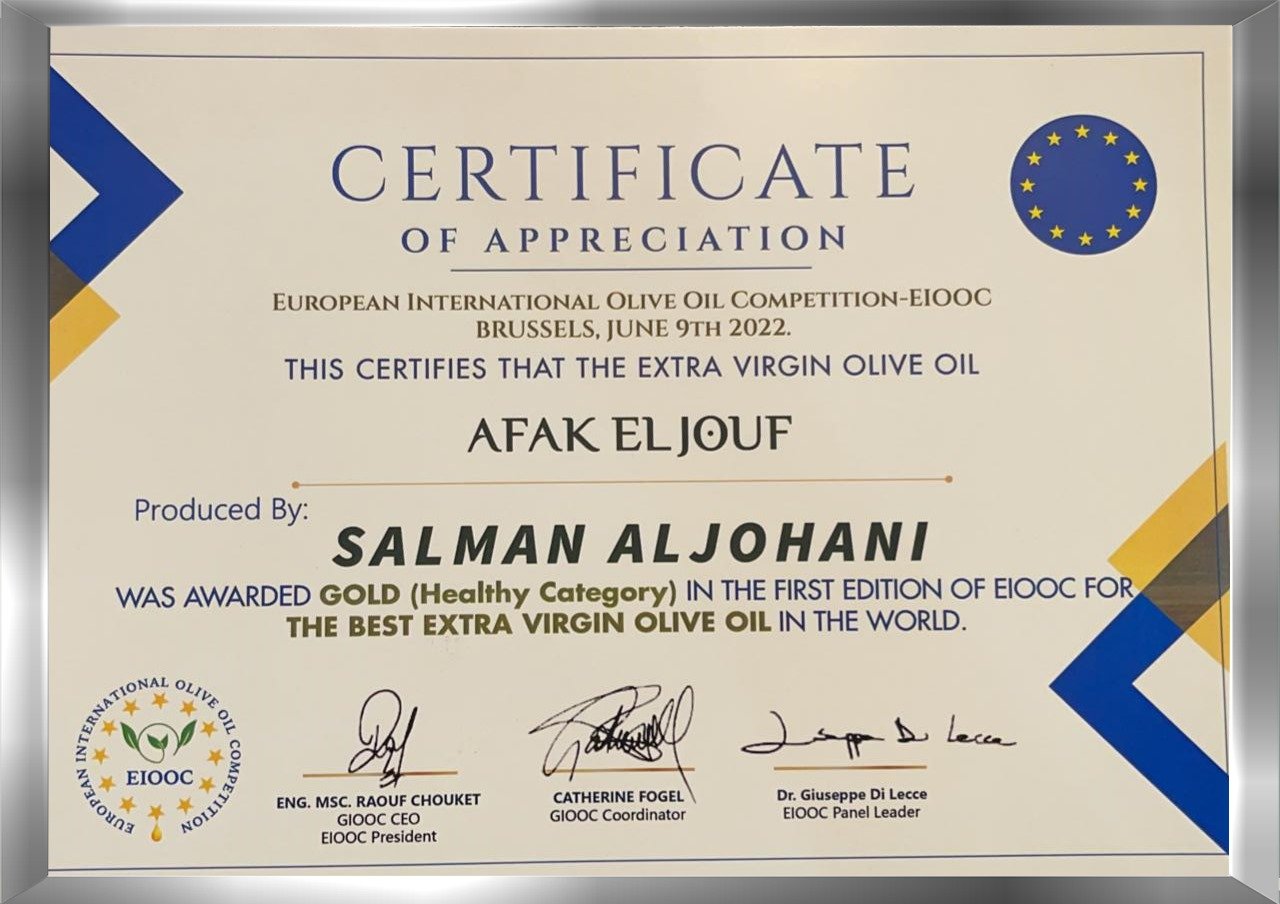 CERTIFICATE
OF APPRECIATION
EUROPEAN INTERNATIONAL OLIVE OIL COMPETITION-EIOOC
BRUSSELS, JUNE 9TH 2022.
THIS CERTIFIES THAT THE EXTRA VIRGIN OLIVE OIL
AFAK EL JOUF
Produced By:
SALMAN ALJOHANI
WAS AWARDED GOLD (Healthy Category) IN THE FIRST EDITION OF EIOOC FOR
THE BEST EXTRA VIRGIN OLIVE OIL IN THE WORLD.
EUROPEAN INTERNATIONAL OLIVE OIL COMPETITION
EIOOC
Giuseppe Di Lecce
ENG. MSC. RAOUF CHOUKET
GIOOC CEO
EIOOC President
CATHERINE FOGEL
GIOOC Coordinator
Dr. Giuseppe Di Lecce
EIOOC Panel Leader